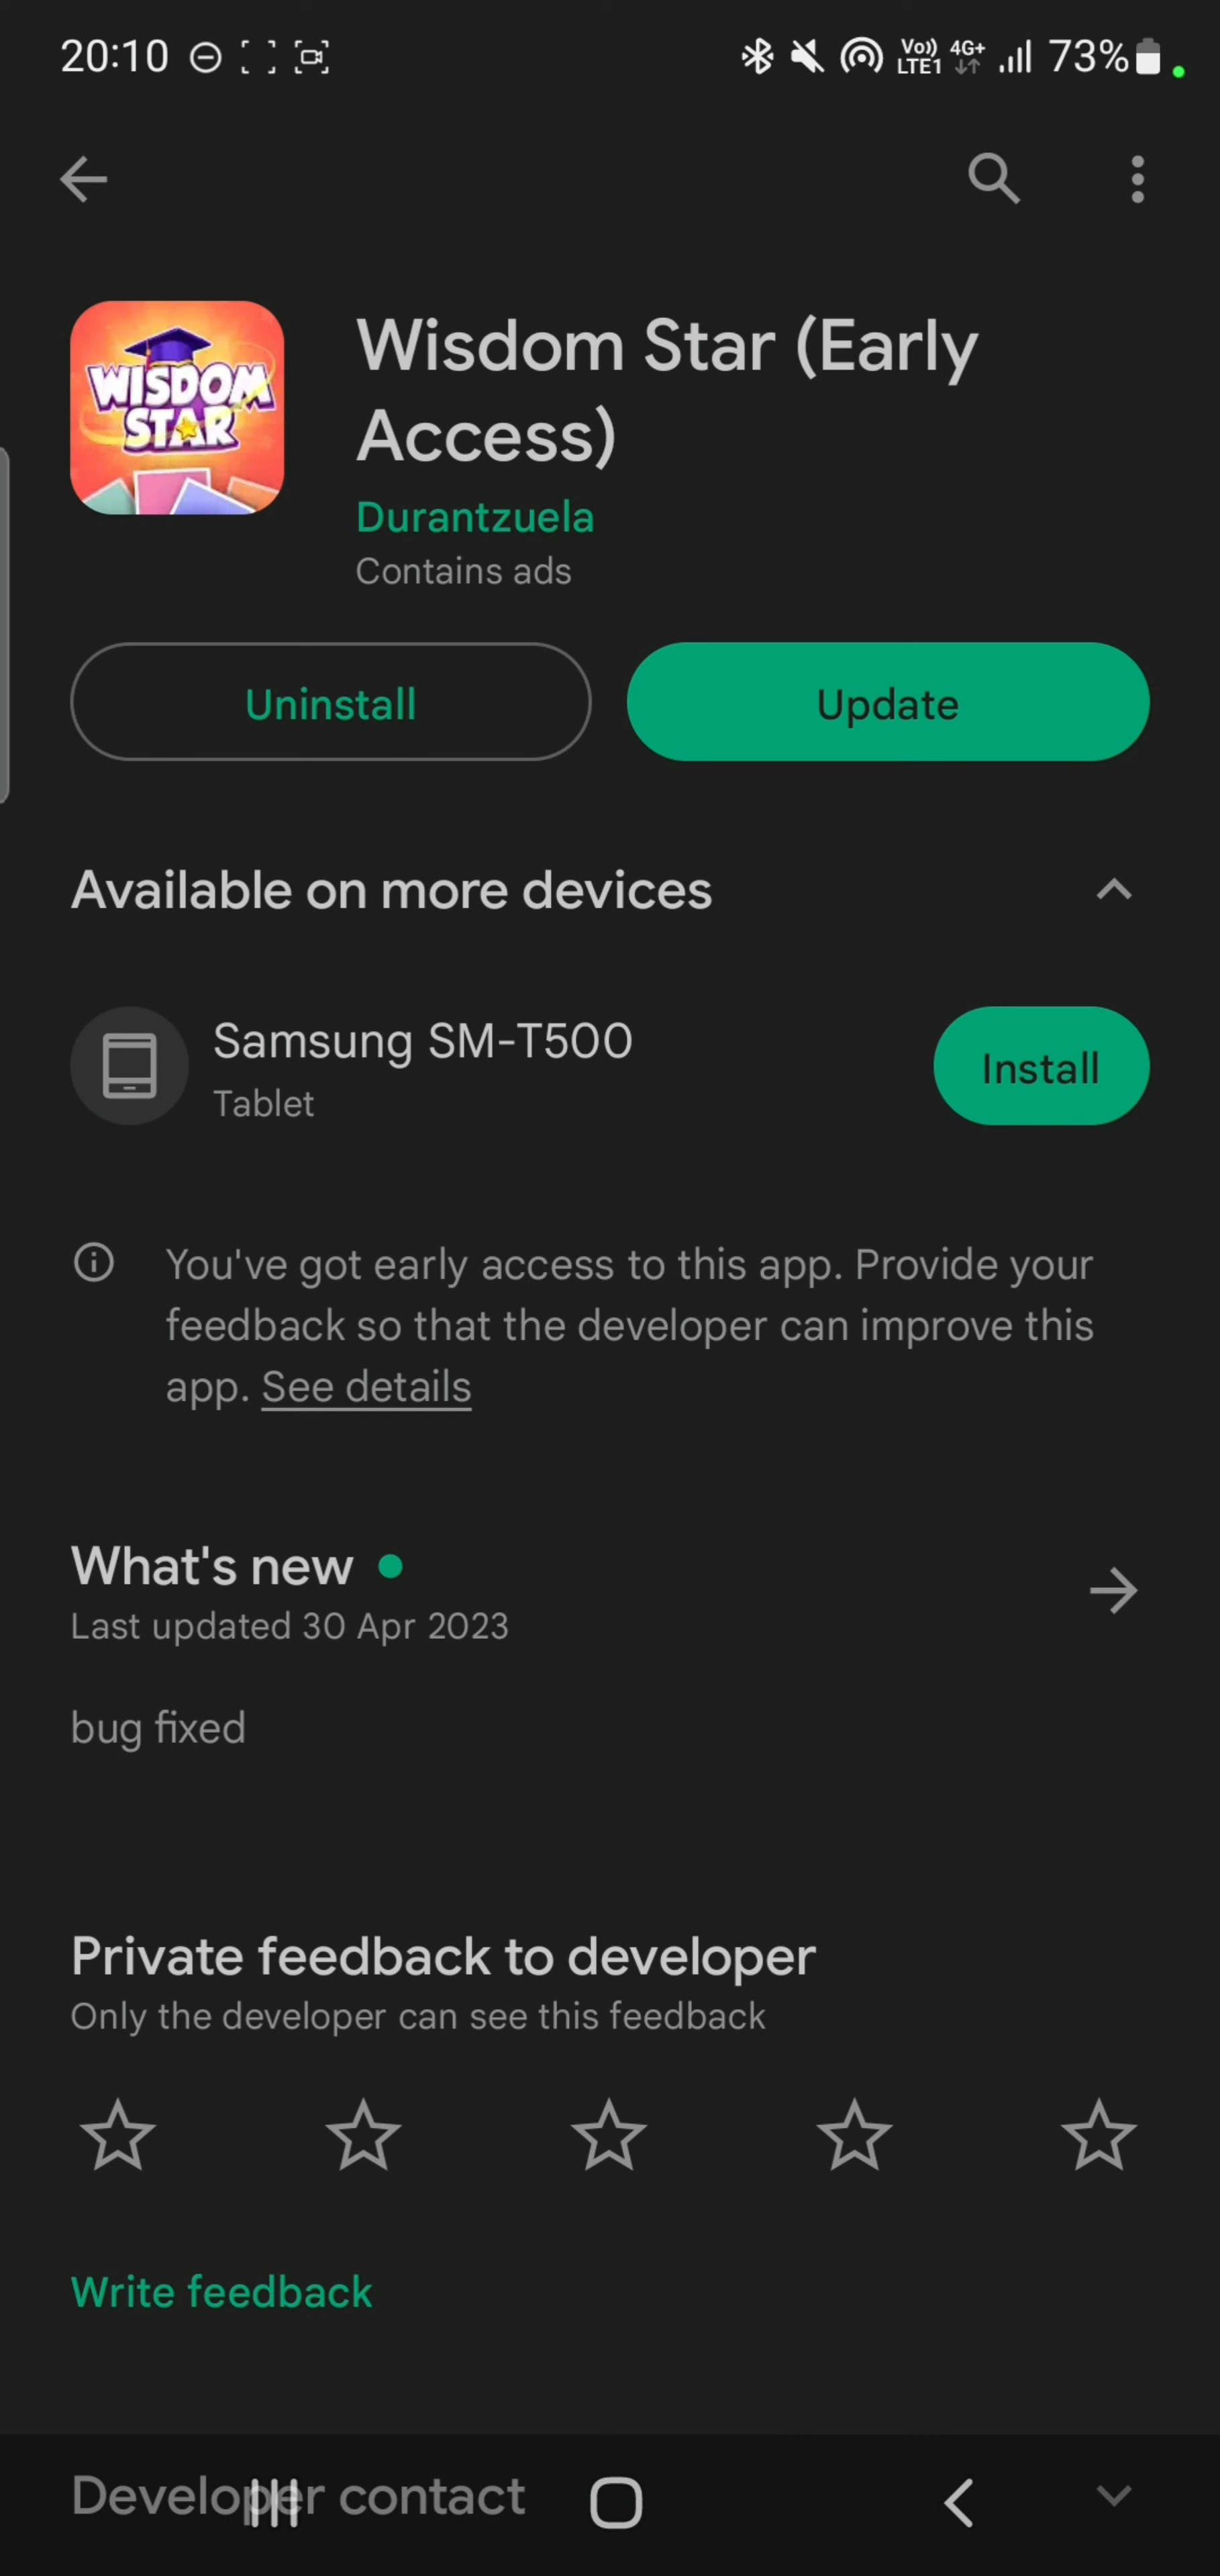 20:10 Vo)) LTE1 4G+ 73%
WISDOM
STAR
Wisdom Star (Early
Access)
Durantzuela
Contains ads
Uninstall
Update
Available on more devices
Samsung SM-T500
Tablet
Install
You've got early access to this app. Provide your
feedback so that the developer can improve this
app. See details
What's new
Last updated 30 Apr 2023
bug fixed
Private feedback to developer
Only the developer can see this feedback
Write feedback
Developer contact